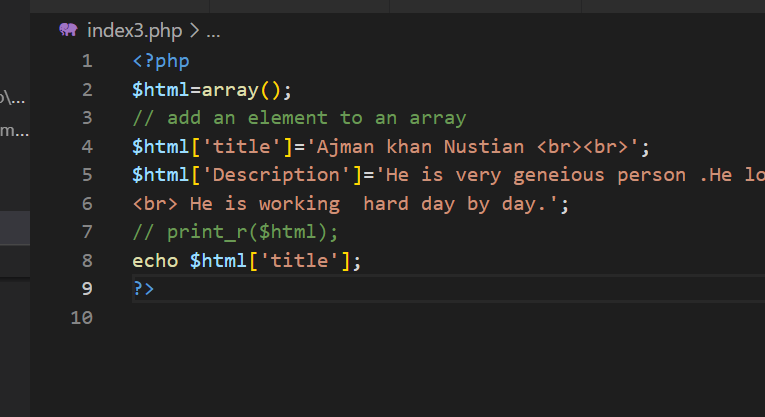 index3.php > ...
o\...
m...
1 <?php
2 $html=array();
3 // add an element to an array
4 $html['title']='Ajman khan Nustian <br><br>';
5 $html['Description']='He is very geneious person .He lo
6 <br> He is working  hard day by day.';
7 // print_r($html);
8 echo $html['title'];
9 ?>
10